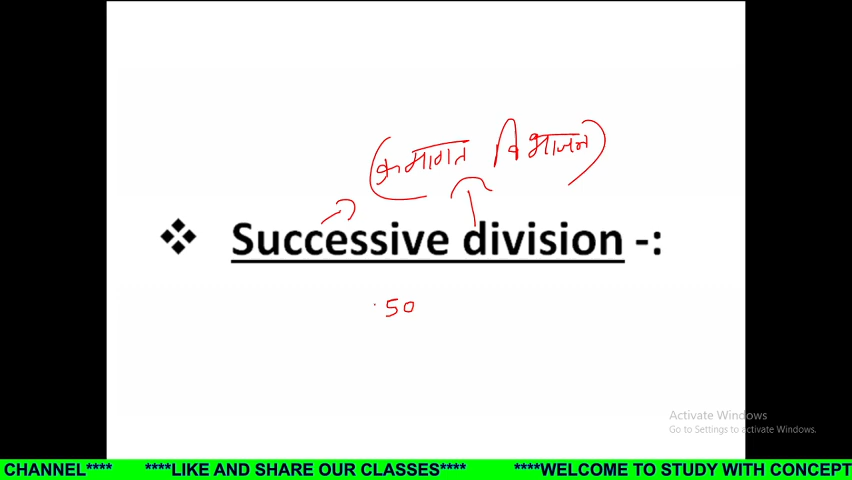 (क्रमागत विभाजन)
❖ Successive division -:
50
Activate Windows
Go to Settings to activate Windows.
CHANNEL**** ****LIKE AND SHARE OUR CLASSES**** ****WELCOME TO STUDY WITH CONCEPT